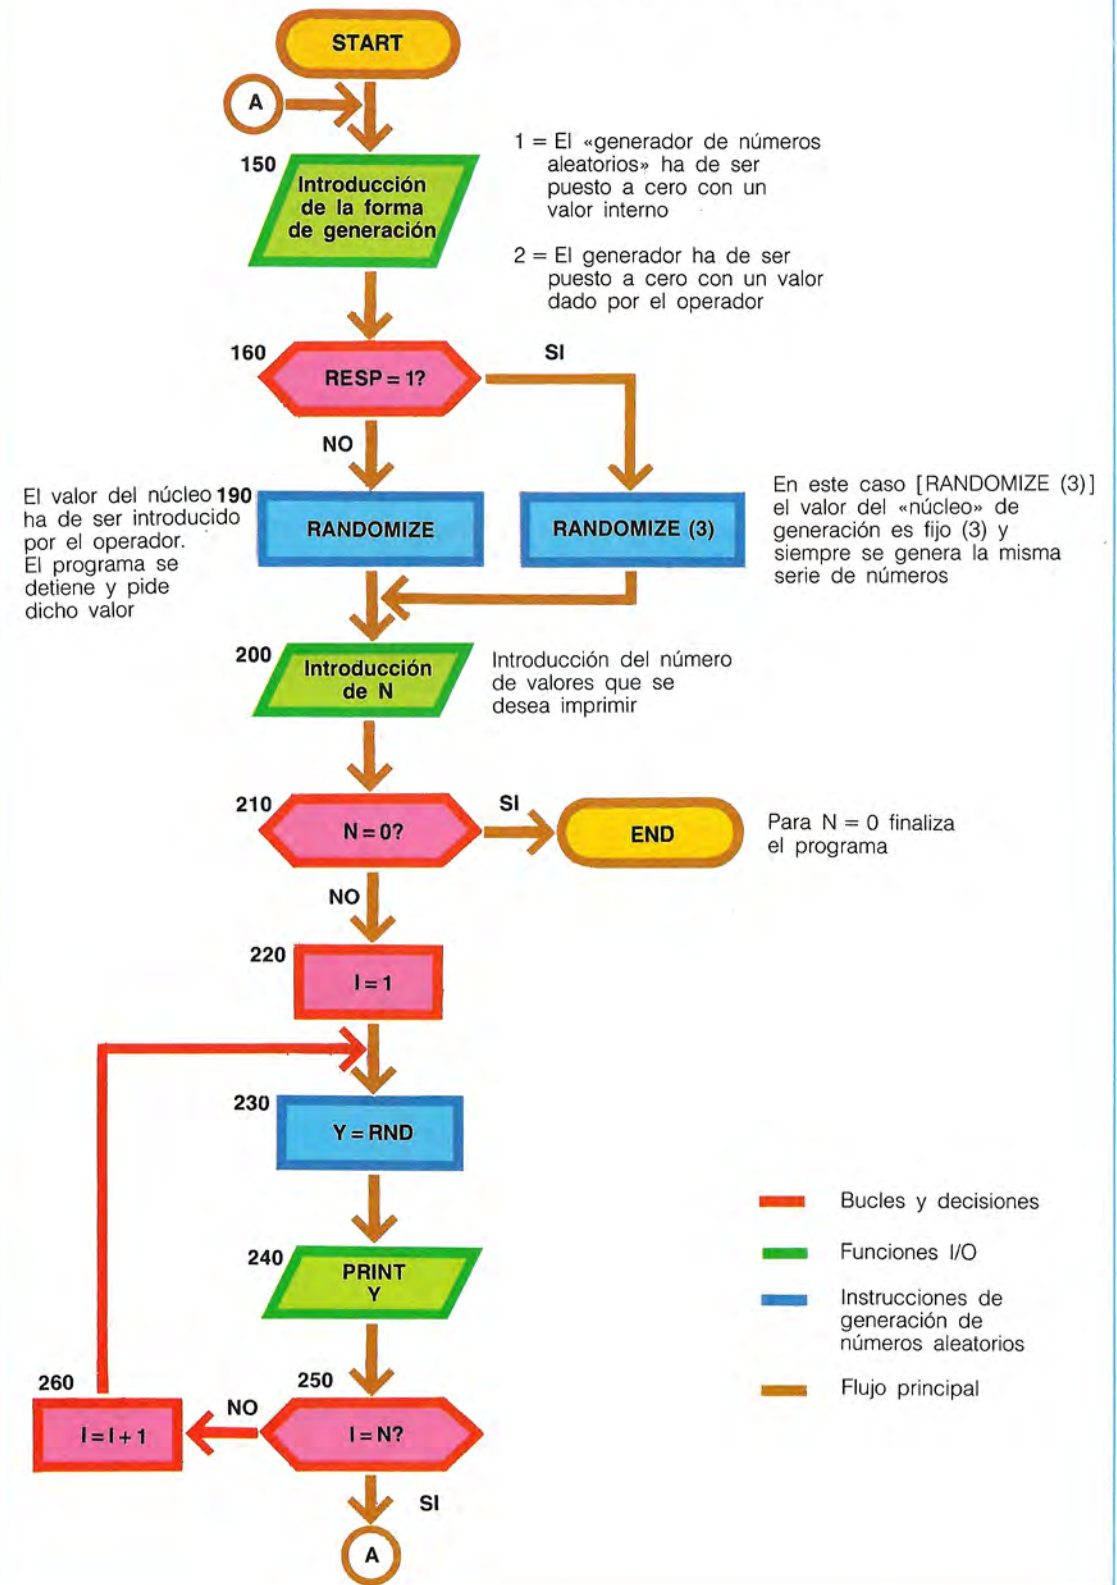 START
A
150
Introducción
de la forma
de generación
1 = El «generador de números
aleatorios» ha de ser
puesto a cero con un
valor interno
2 = El generador ha de ser
puesto a cero con un valor
dado por el operador
160
RESP = 1?
SI
NO
El valor del núcleo
ha de ser introducido
por el operador.
El programa se
detiene y pide
dicho valor
190
RANDOMIZE
RANDOMIZE (3)
En este caso [RANDOMIZE (3)]
el valor del «núcleo» de
generación es fijo (3) y
siempre se genera la misma
serie de números
200
Introducción
de N
Introducción del número
de valores que se
desea imprimir
210
N = 0?
SI
END
Para N = 0 finaliza
el programa
NO
220
I = 1
230
Y = RND
240
PRINT
Y
250
I = N?
NO
260
I = I + 1
SI
A
Bucles y decisiones
Funciones I/O
Instrucciones de
generación de
números aleatorios
Flujo principal